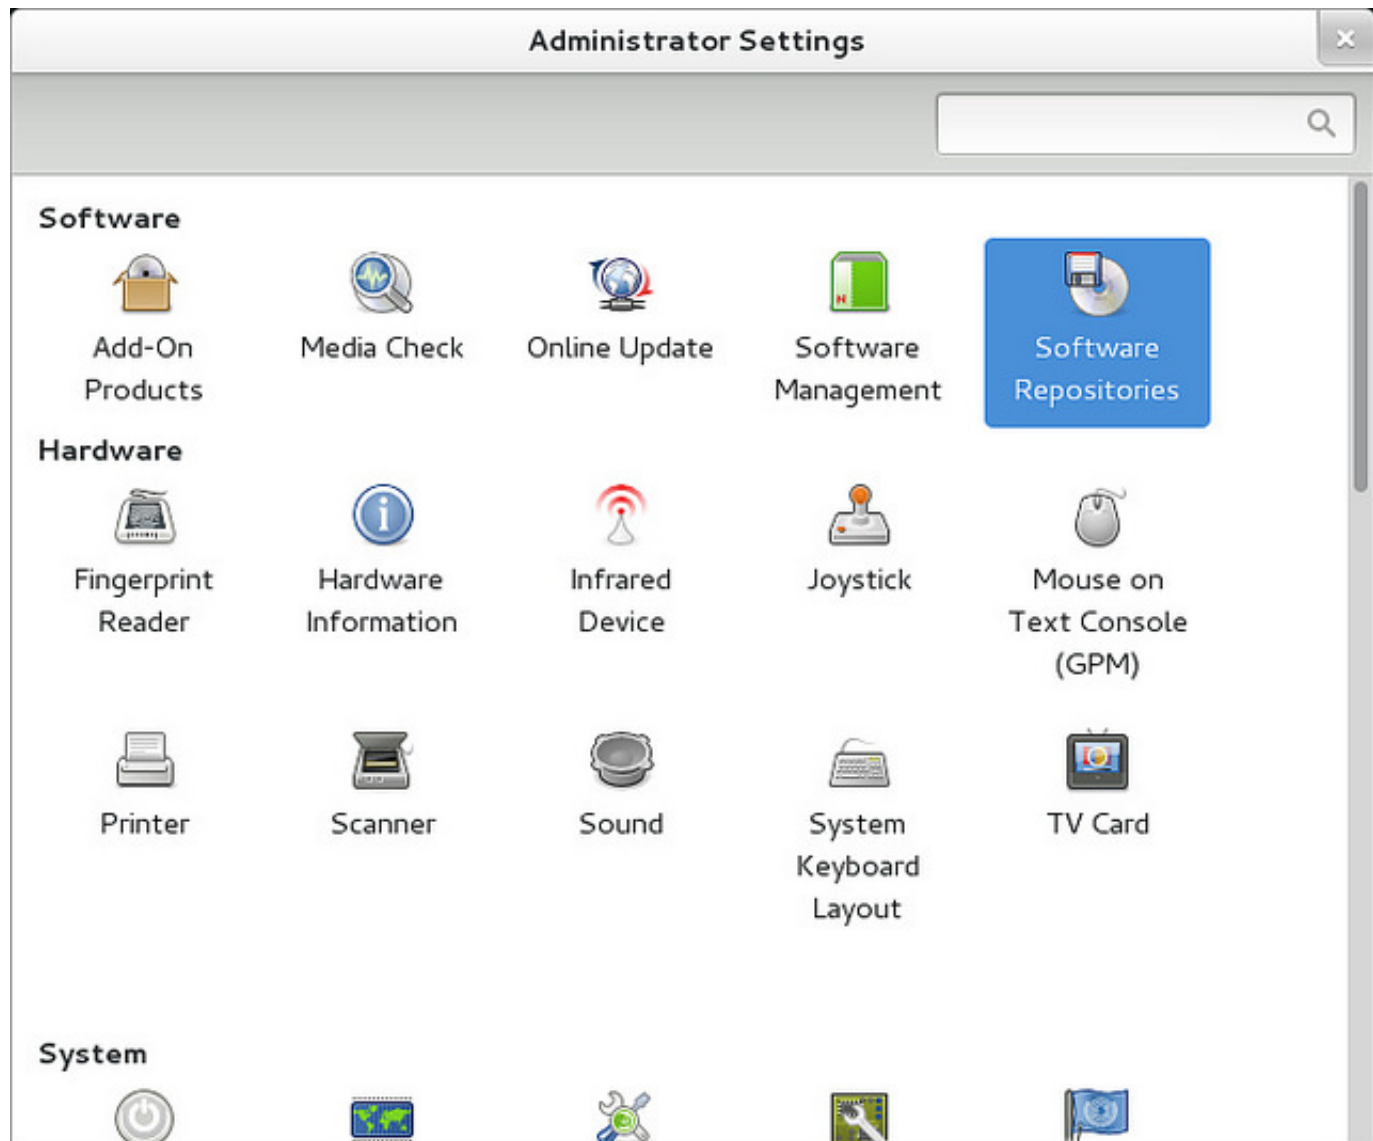 Administrator Settings
Software
Add-On
Products
Media Check
Online Update
Software
Management
Software
Repositories
Hardware
Fingerprint
Reader
Hardware
Information
Infrared
Device
Joystick
Mouse on
Text Console
(GPM)
Printer
Scanner
Sound
System
Keyboard
Layout
TV Card
System